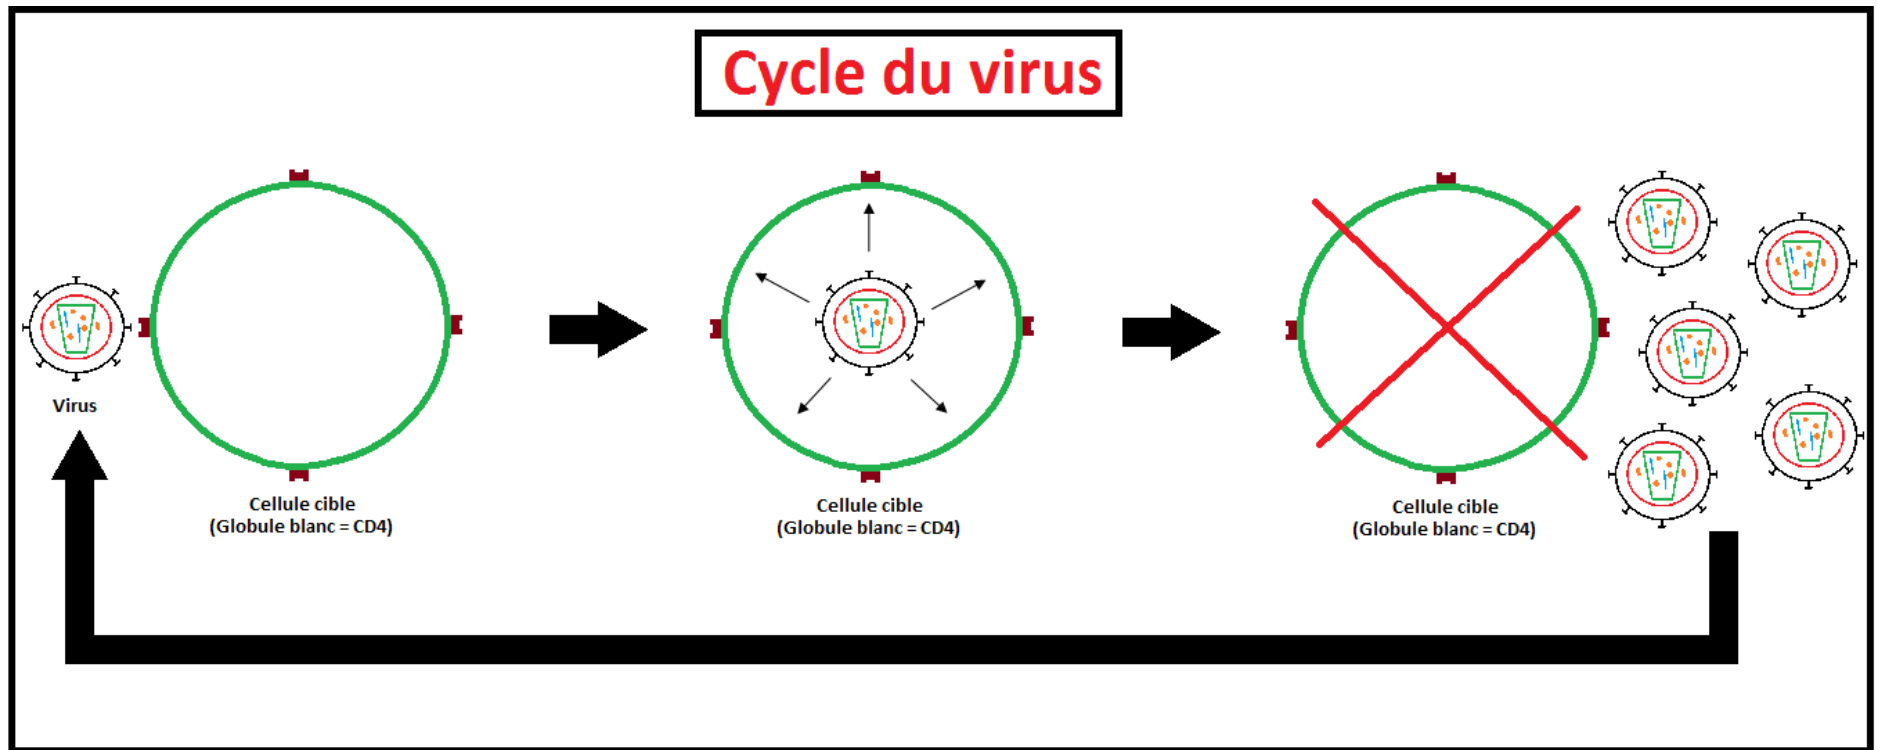 Cycle du virus
Virus
Cellule cible
(Globule blanc = CD4)
Cellule cible
(Globule blanc = CD4)
Cellule cible
(Globule blanc = CD4)